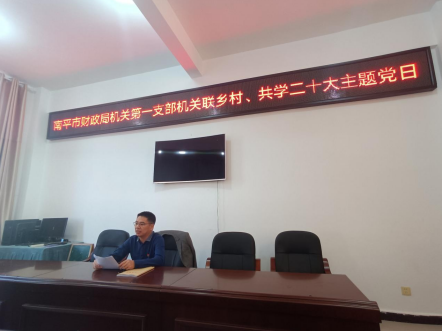 南平市财政局机关第一支部机关联乡村、共学二十大主题党日